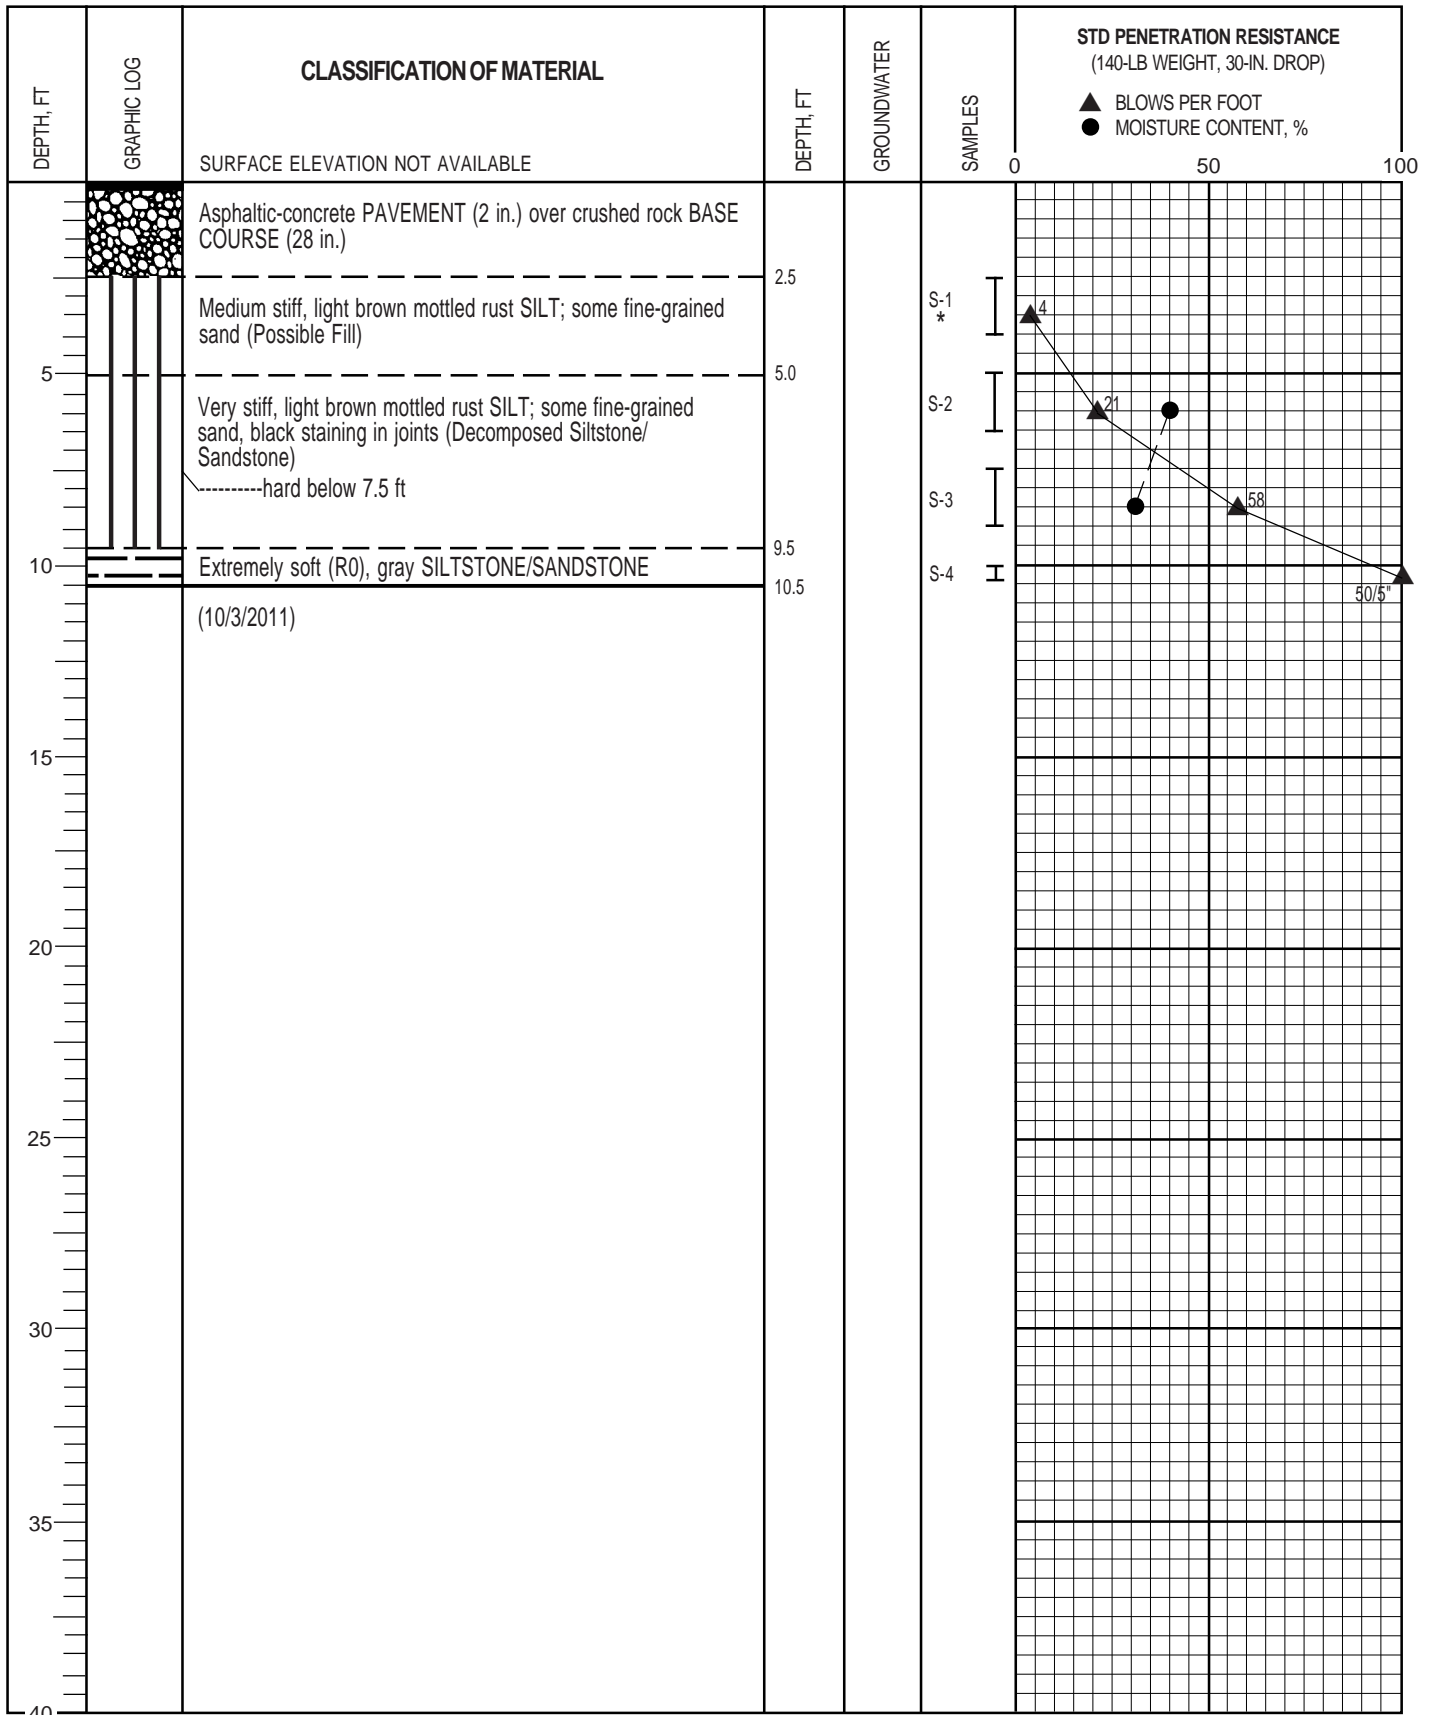 DEPTH, FT
GRAPHIC LOG
CLASSIFICATION OF MATERIAL
SURFACE ELEVATION NOT AVAILABLE
DEPTH, FT
GROUNDWATER
SAMPLES
STD PENETRATION RESISTANCE
(140-LB WEIGHT, 30-IN. DROP)
BLOWS PER FOOT
MOISTURE CONTENT, %
0 50 100
Asphaltic-concrete PAVEMENT (2 in.) over crushed rock BASE
COURSE (28 in.)
2.5
Medium stiff, light brown mottled rust SILT; some fine-grained
sand (Possible Fill)
S-1
*
4
5
5.0
Very stiff, light brown mottled rust SILT; some fine-grained
sand, black staining in joints (Decomposed Siltstone/
Sandstone)
----------hard below 7.5 ft
S-2
21
S-3
58
9.5
10
Extremely soft (R0), gray SILTSTONE/SANDSTONE
10.5
S-4
50/5"
(10/3/2011)
15
20
25
30
35
40